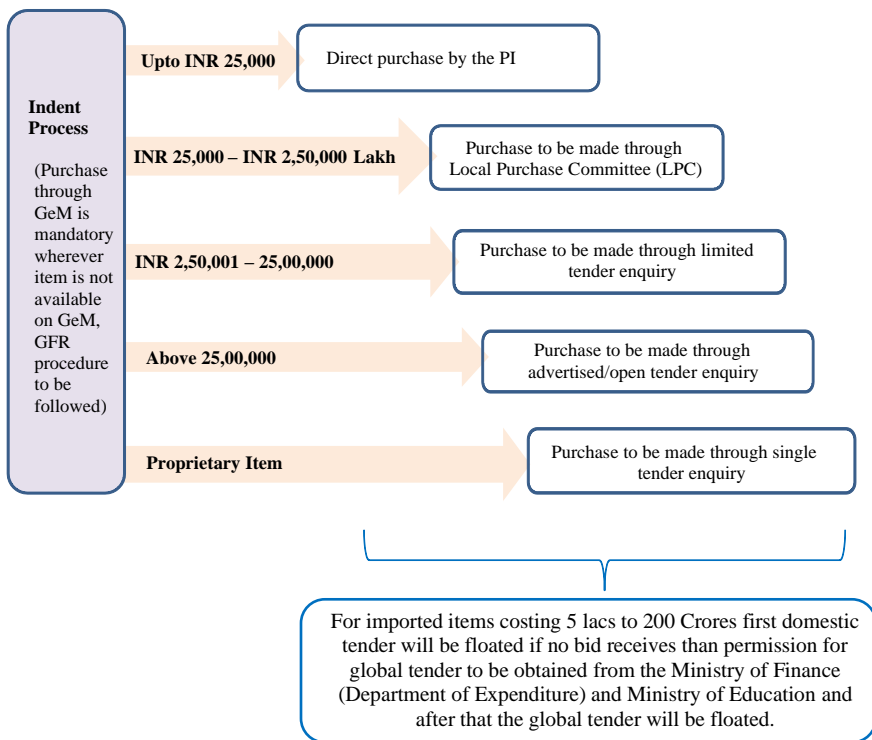 Indent
Process
(Purchase
through
GeM is
mandatory
wherever
item is not
available
on GeM,
GFR
procedure
to be
followed)
Upto INR 25,000
Direct purchase by the PI
INR 25,000 – INR 2,50,000 Lakh
Purchase to be made through
Local Purchase Committee (LPC)
INR 2,50,001 – 25,00,000
Purchase to be made through limited
tender enquiry
Above 25,00,000
Purchase to be made through
advertised/open tender enquiry
Proprietary Item
Purchase to be made through single
tender enquiry
For imported items costing 5 lacs to 200 Crores first domestic
tender will be floated if no bid receives than permission for
global tender to be obtained from the Ministry of Finance
(Department of Expenditure) and Ministry of Education and
after that the global tender will be floated.